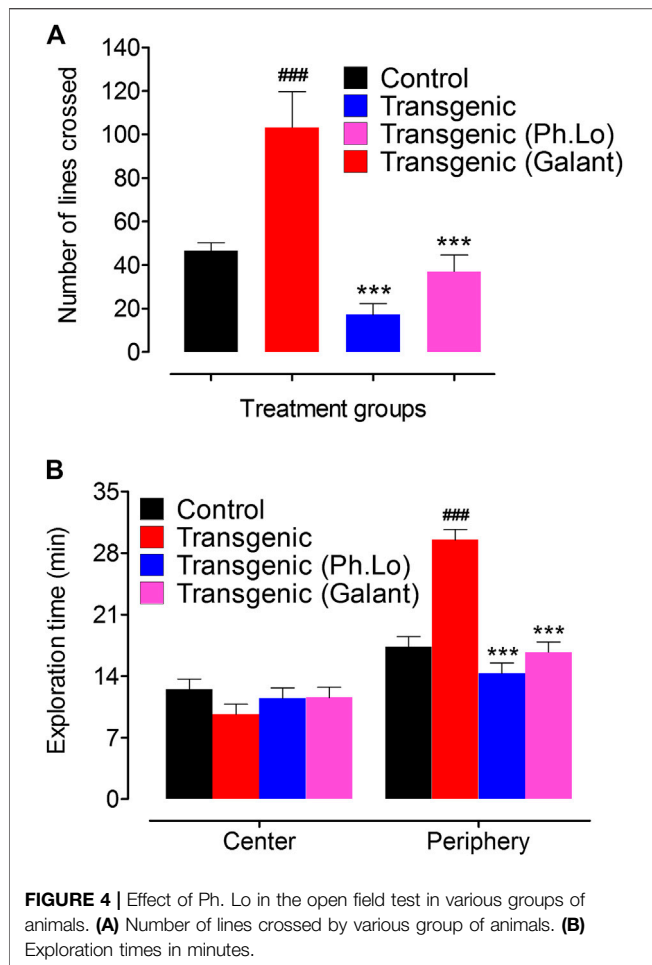 A
Number of lines crossed
140
120
100
80
60
40
20
0
###
***
***
Control
Transgenic
Transgenic (Ph.Lo)
Transgenic (Galant)
Treatment groups
B
Exploration time (min)
35
28
21
14
7
0
Control
Transgenic
Transgenic (Ph.Lo)
Transgenic (Galant)
###
***
***
Center
Periphery
FIGURE 4 | Effect of Ph. Lo in the open field test in various groups of
animals. (A) Number of lines crossed by various group of animals. (B)
Exploration times in minutes.